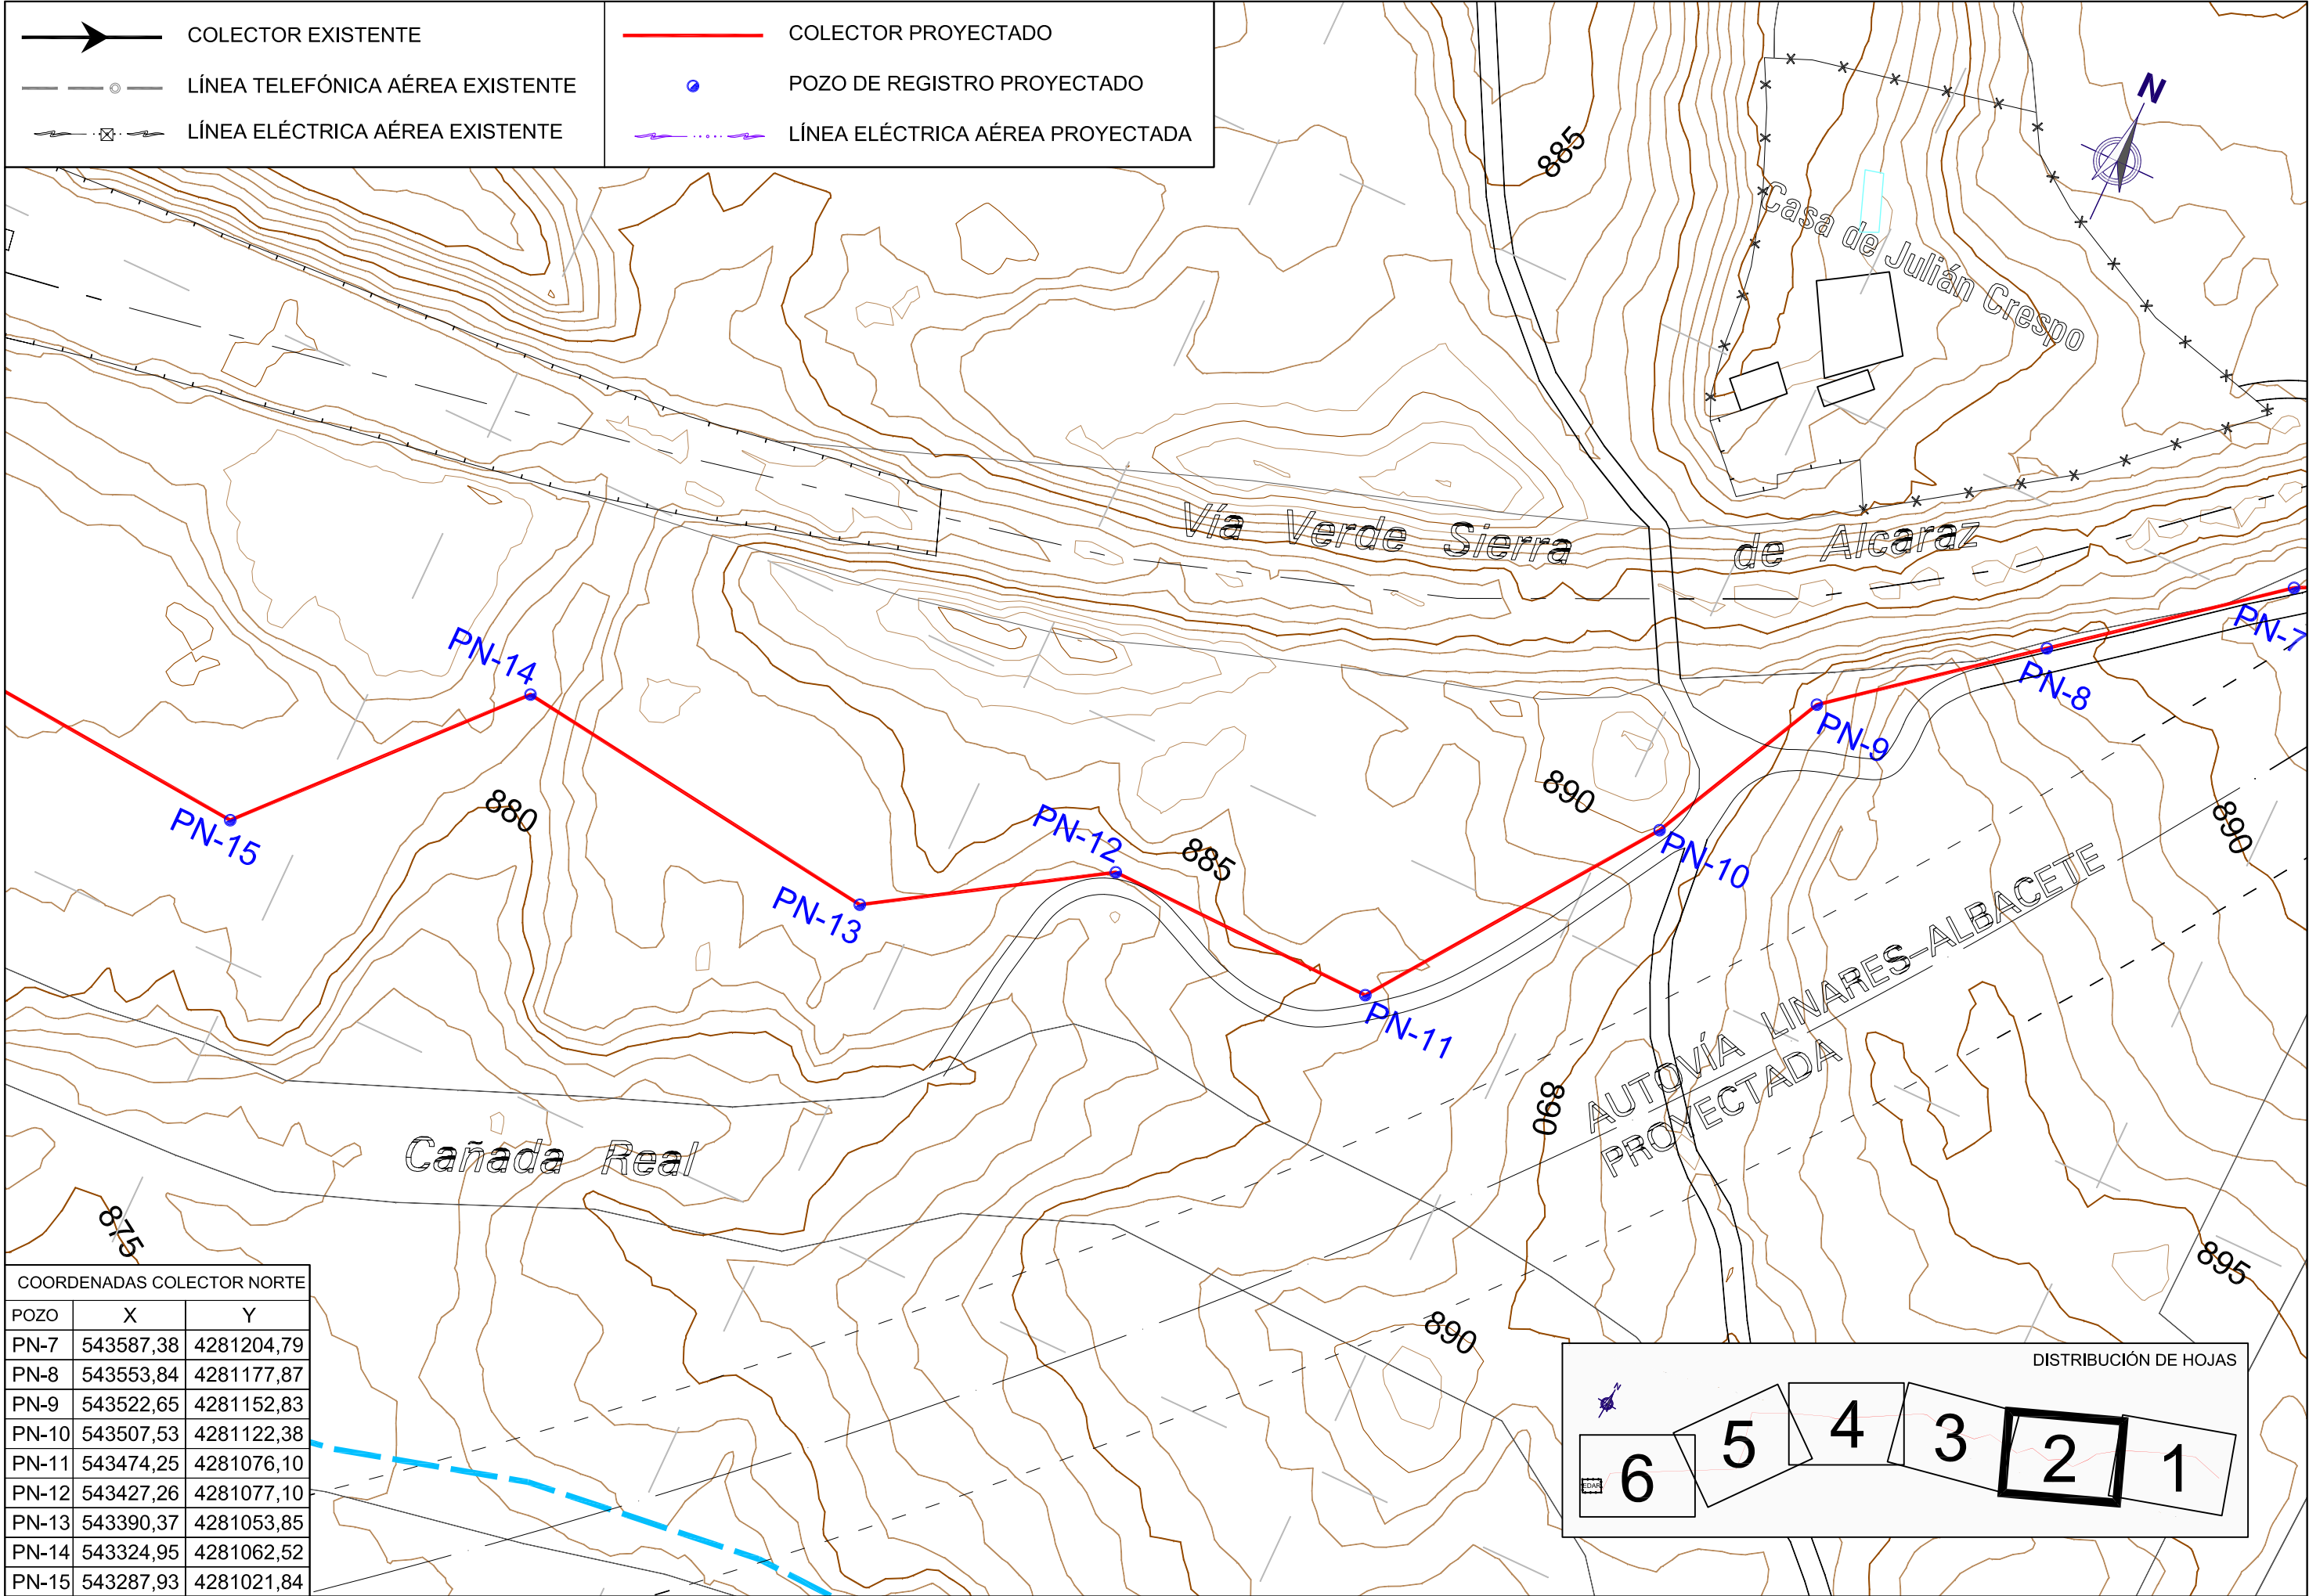 COLECTOR EXISTENTE
LÍNEA TELEFÓNICA AÉREA EXISTENTE
LÍNEA ELÉCTRICA AÉREA EXISTENTE
COLECTOR PROYECTADO
POZO DE REGISTRO PROYECTADO
LÍNEA ELÉCTRICA AÉREA PROYECTADA
N
885
Casa de Julián Crespo
Vía Verde Sierra de Alcaraz
PN-7
PN-8
PN-9
PN-14
PN-15
880
PN-12
885
890
PN-10
890
PN-13
PN-11
AUTOVÍA LINARES-ALBACETE
PROYECTADA
890
Cañada Real
875
895
890
COORDENADAS COLECTOR NORTE
POZO X Y
PN-7 543587,38 4281204,79
PN-8 543553,84 4281177,87
PN-9 543522,65 4281152,83
PN-10 543507,53 4281122,38
PN-11 543474,25 4281076,10
PN-12 543427,26 4281077,10
PN-13 543390,37 4281053,85
PN-14 543324,95 4281062,52
PN-15 543287,93 4281021,84
DISTRIBUCIÓN DE HOJAS
N
6 5 4 3 2 1
EDAR